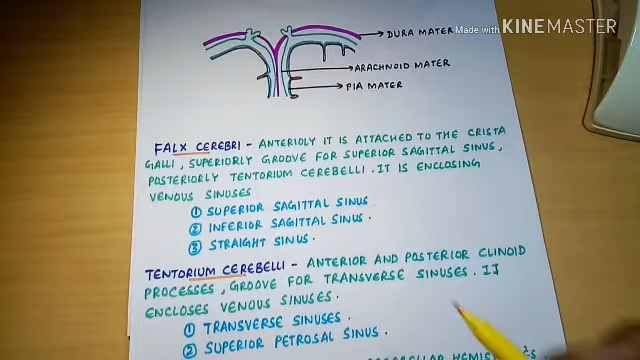 Made with KINEMASTER
DURA MATER
ARACHNOID MATER
PIA MATER
FALX CEREBRI - ANTERIOLY IT IS ATTACHED TO THE CRISTA
GALLI, SUPERIORLY GROOVE FOR SUPERIOR SAGITTAL SINUS,
POSTERIORLY TENTORIUM CEREBELLI. IT IS ENCLOSING
VENOUS SINUSES
① SUPERIOR SAGITTAL SINUS
② INFERIOR SAGITTAL SINUS.
③ STRAIGHT SINUS.
TENTORIUM CEREBELLI - ANTERIOR AND POSTERIOR CLINOID
PROCESSES, GROOVE FOR TRANSVERSE SINUSES. IT
ENCLOSES VENOUS SINUSES.
① TRANSVERSE SINUSES.
② SUPERIOR PETROSAL SINUS.